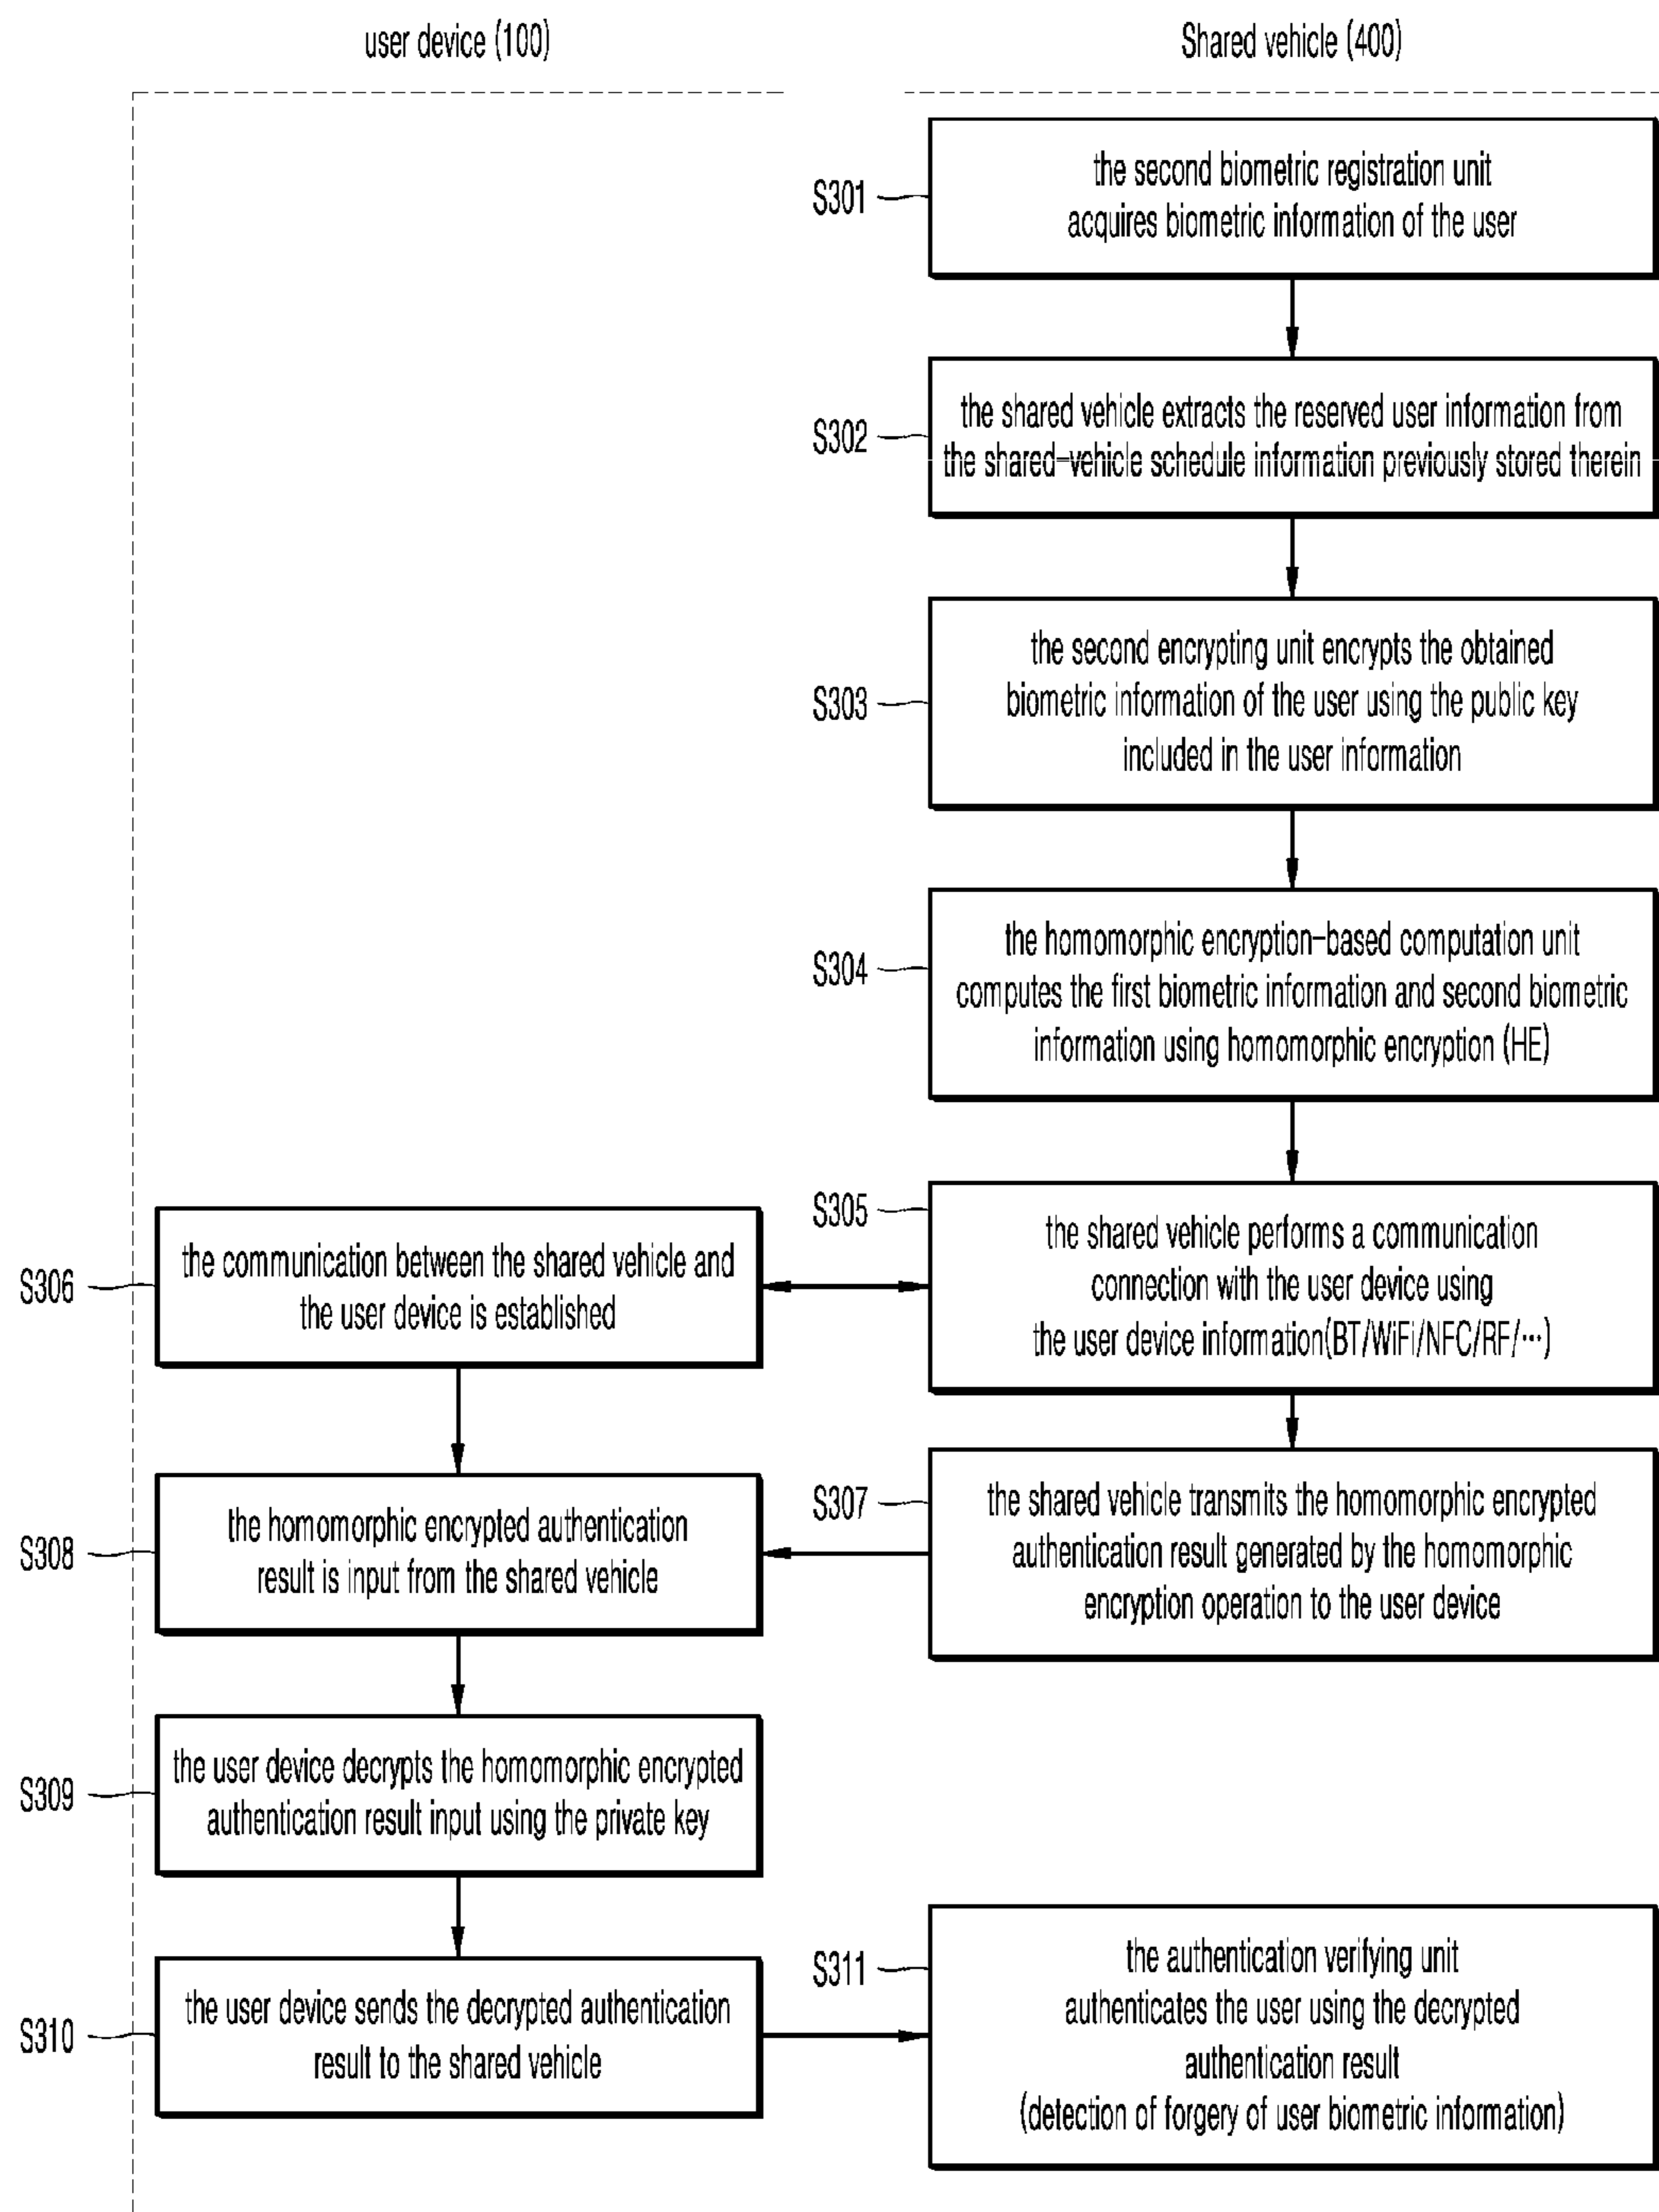 user device (100)
Shared vehicle (400)
S301
the second biometric registration unit
acquires biometric information of the user
S302
the shared vehicle extracts the reserved user information from
the shared-vehicle schedule information previously stored therein
S303
the second encrypting unit encrypts the obtained
biometric information of the user using the public key
included in the user information
S304
the homomorphic encryption-based computation unit
computes the first biometric information and second biometric
information using homomorphic encryption (HE)
S305
the shared vehicle performs a communication
connection with the user device using
the user device information(BT/WiFi/NFC/RF/···)
S306
the communication between the shared vehicle and
the user device is established
S307
the shared vehicle transmits the homomorphic encrypted
authentication result generated by the homomorphic
encryption operation to the user device
S308
the homomorphic encrypted authentication
result is input from the shared vehicle
S309
the user device decrypts the homomorphic encrypted
authentication result input using the private key
S310
the user device sends the decrypted authentication
result to the shared vehicle
S311
the authentication verifying unit
authenticates the user using the decrypted
authentication result
(detection of forgery of user biometric information)